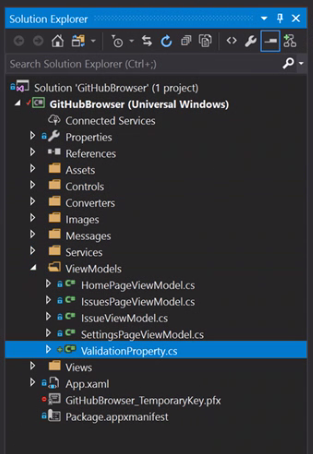 Solution Explorer
Search Solution Explorer (Ctrl+;)
Solution 'GitHubBrowser' (1 project)
GitHubBrowser (Universal Windows)
Connected Services
Properties
References
Assets
Controls
Converters
Images
Messages
Services
ViewModels
HomePageViewModel.cs
IssuesPageViewModel.cs
IssueViewModel.cs
SettingsPageViewModel.cs
ValidationProperty.cs
Views
App.xaml
GitHubBrowser_TemporaryKey.pfx
Package.appxmanifest